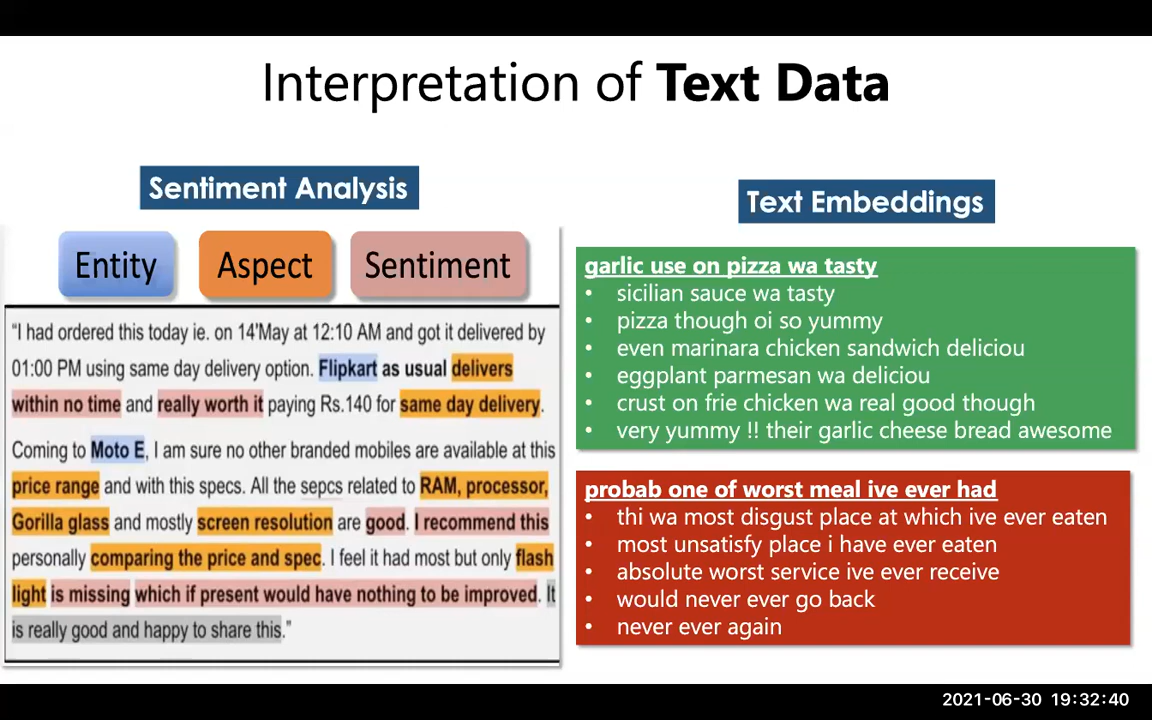 Interpretation of Text Data
Sentiment Analysis
Entity Aspect Sentiment
"I had ordered this today ie. on 14'May at 12:10 AM and got it delivered by
01:00 PM using same day delivery option. Flipkart as usual delivers
within no time and really worth it paying Rs.140 for same day delivery.
Coming to Moto E, I am sure no other branded mobiles are available at this
price range and with this specs. All the sepcs related to RAM, processor,
Gorilla glass and mostly screen resolution are good. I recommend this
personally comparing the price and spec. I feel it had most but only flash
light is missing which if present would have nothing to be improved. It
is really good and happy to share this."
Text Embeddings
garlic use on pizza wa tasty
• sicilian sauce wa tasty
• pizza though oi so yummy
• even marinara chicken sandwich deliciou
• eggplant parmesan wa deliciou
• crust on frie chicken wa real good though
• very yummy !! their garlic cheese bread awesome
probab one of worst meal ive ever had
• thi wa most disgust place at which ive ever eaten
• most unsatisfy place i have ever eaten
• absolute worst service ive ever receive
• would never ever go back
• never ever again
2021-06-30 19:32:40